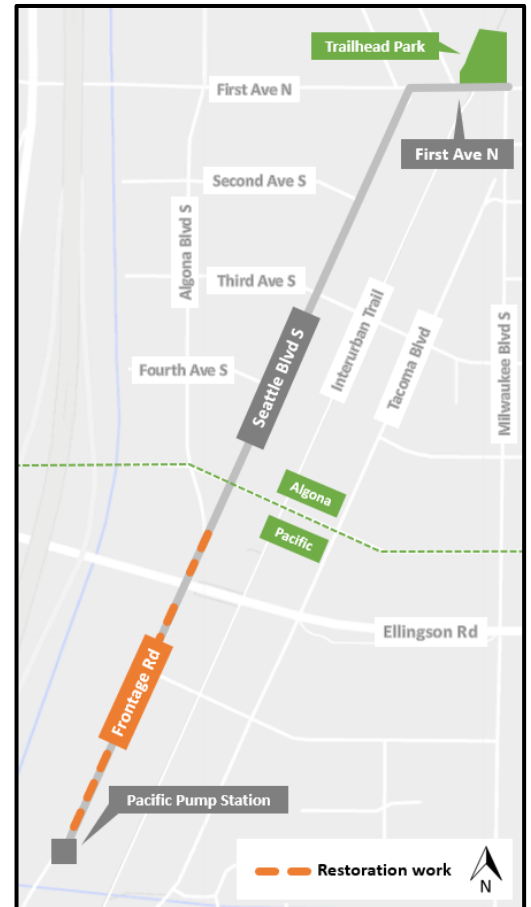 Trailhead Park
First Ave N
First Ave N
Second Ave S
Algona Blvd S
Third Ave S
Interurban Trail
Tacoma Blvd
Milwaukee Blvd S
Seattle Blvd S
Fourth Ave S
Algona
Pacific
Ellingson Rd
Frontage Rd
Pacific Pump Station
Restoration work
N